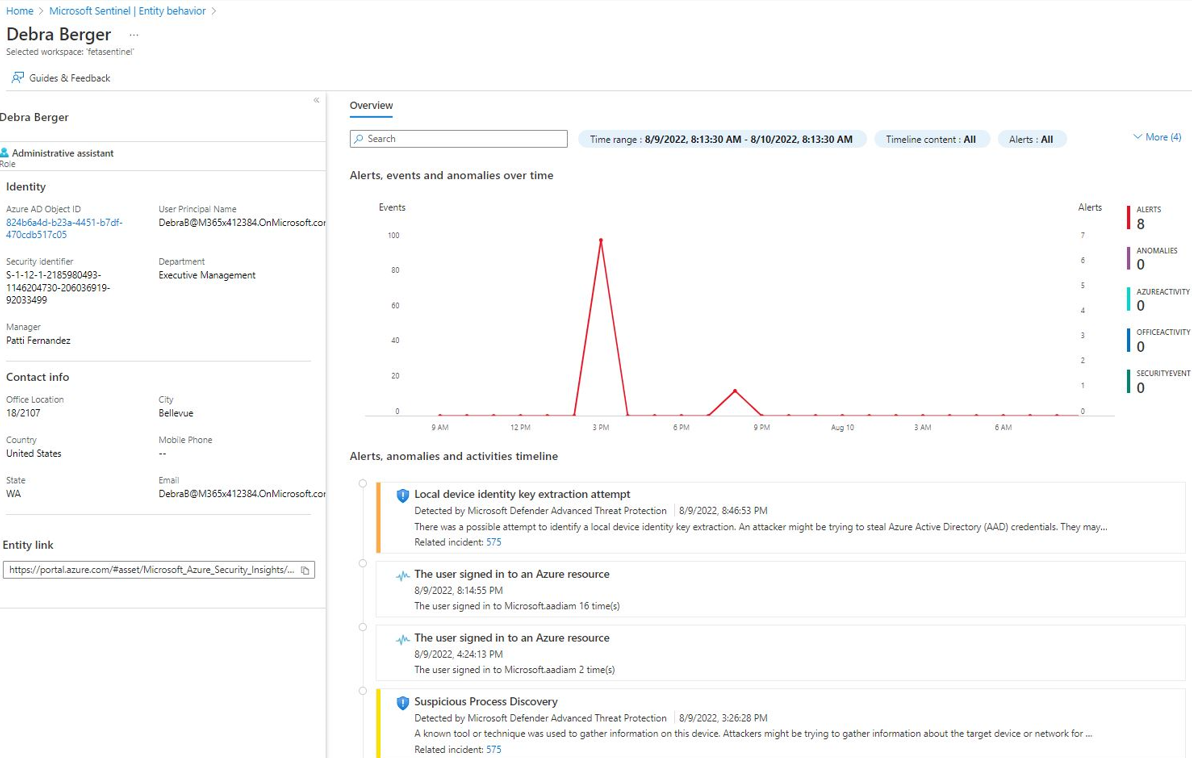 Home > Microsoft Sentinel | Entity behavior >
Debra Berger ...
Selected workspace: 'fetasentinel'
Guides & Feedback
«
Debra Berger
Administrative assistant
Role
Identity
Azure AD Object ID
824b6a4d-b23a-4451-b7df-
470cdb517c05
User Principal Name
DebraB@M365x412384.OnMicrosoft.cor
Security identifier
S-1-12-1-2185980493-
1146204730-206036919-
92033499
Department
Executive Management
Manager
Patti Fernandez
Contact info
Office Location
18/2107
City
Bellevue
Country
United States
Mobile Phone
--
State
WA
Email
DebraB@M365x412384.OnMicrosoft.cor
Entity link
https://portal.azure.com/#asset/Microsoft_Azure_Security_Insights/...
Overview
Search
Time range : 8/9/2022, 8:13:30 AM - 8/10/2022, 8:13:30 AM
Timeline content : All
Alerts : All
More (4)
Alerts, events and anomalies over time
Events
100
80
60
40
20
0
Alerts
7
6
5
4
3
2
1
0
9 AM
12 PM
3 PM
6 PM
9 PM
Aug 10
3 AM
6 AM
ALERTS
8
ANOMALIES
0
AZUREACTIVITY
0
OFFICEACTIVITY
0
SECURITYEVENT
0
Alerts, anomalies and activities timeline
Local device identity key extraction attempt
Detected by Microsoft Defender Advanced Threat Protection | 8/9/2022, 8:46:53 PM
There was a possible attempt to identify a local device identity key extraction. An attacker might be trying to steal Azure Active Directory (AAD) credentials. They may...
Related incident: 575
The user signed in to an Azure resource
8/9/2022, 8:14:55 PM
The user signed in to Microsoft.aadiam 16 time(s)
The user signed in to an Azure resource
8/9/2022, 4:24:13 PM
The user signed in to Microsoft.aadiam 2 time(s)
Suspicious Process Discovery
Detected by Microsoft Defender Advanced Threat Protection | 8/9/2022, 3:26:28 PM
A known tool or technique was used to gather information on this device. Attackers might be trying to gather information about the target device or network for ...
Related incident: 575